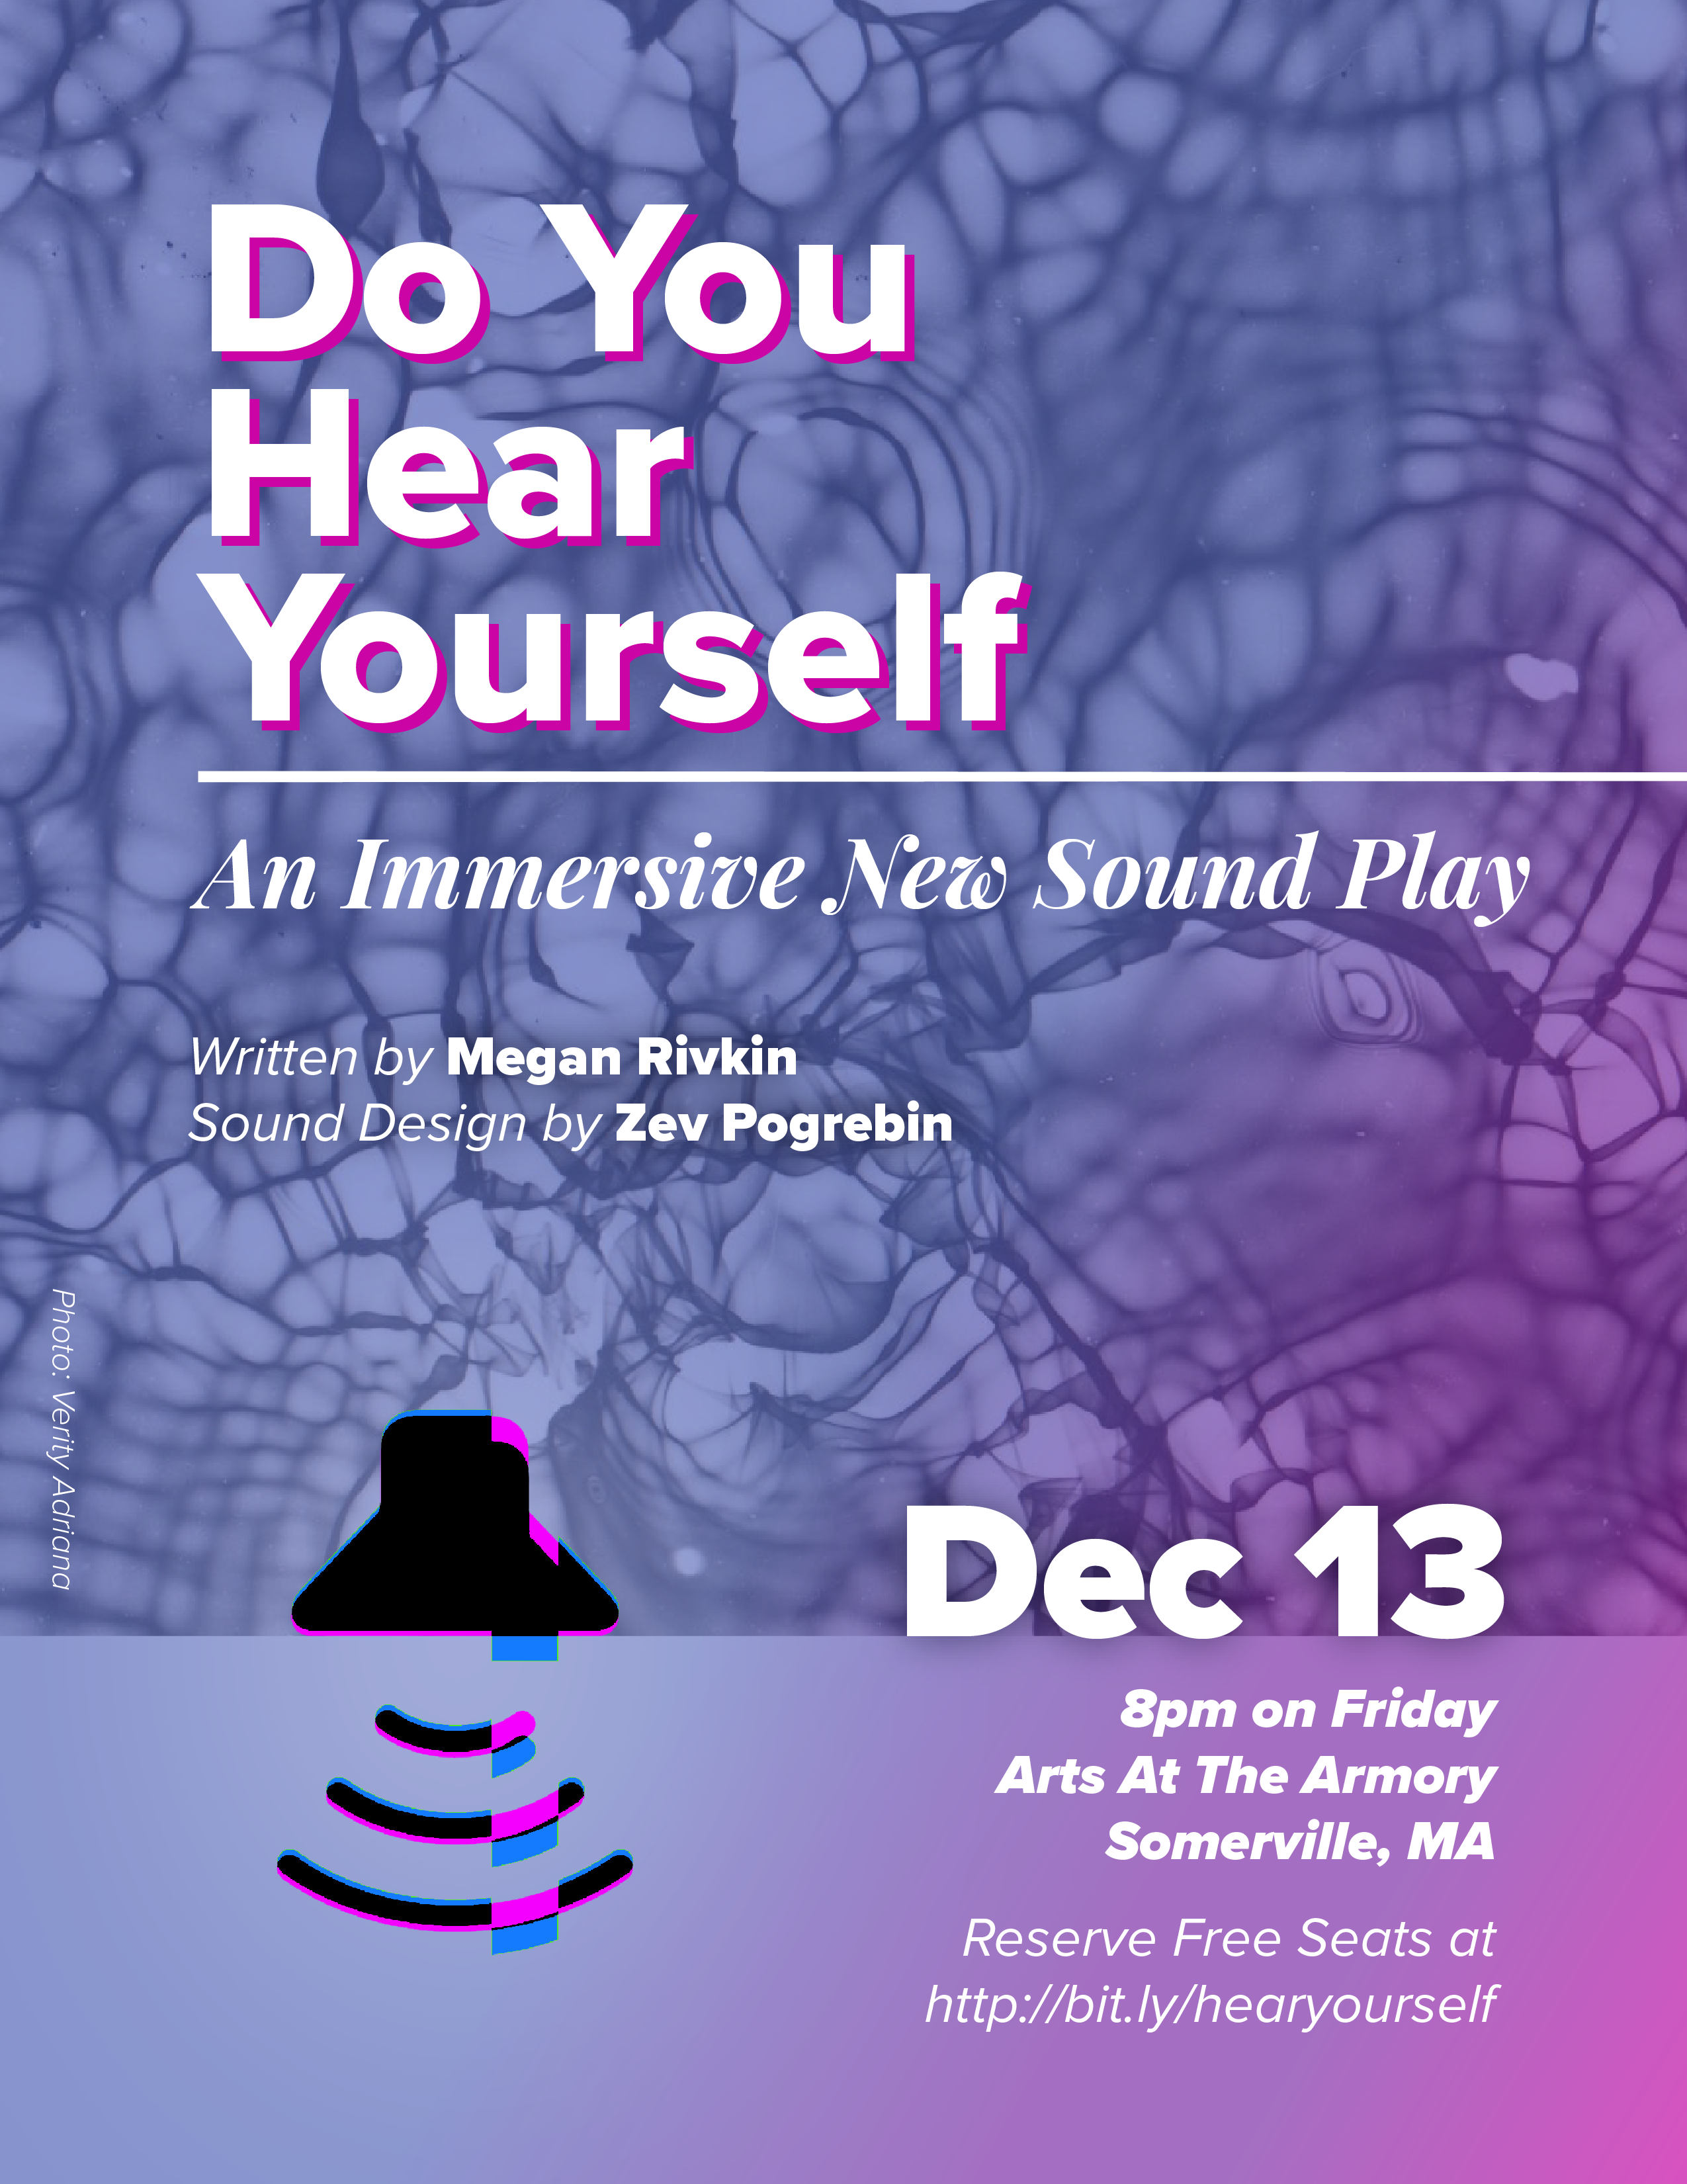 Do You
Hear
Yourself
An Immersive New Sound Play
Written by Megan Rivkin
Sound Design by Zev Pogrebin
Photo: Verity Adriana
Dec 13
8pm on Friday
Arts At The Armory
Somerville, MA
Reserve Free Seats at
http://bit.ly/hearyourself